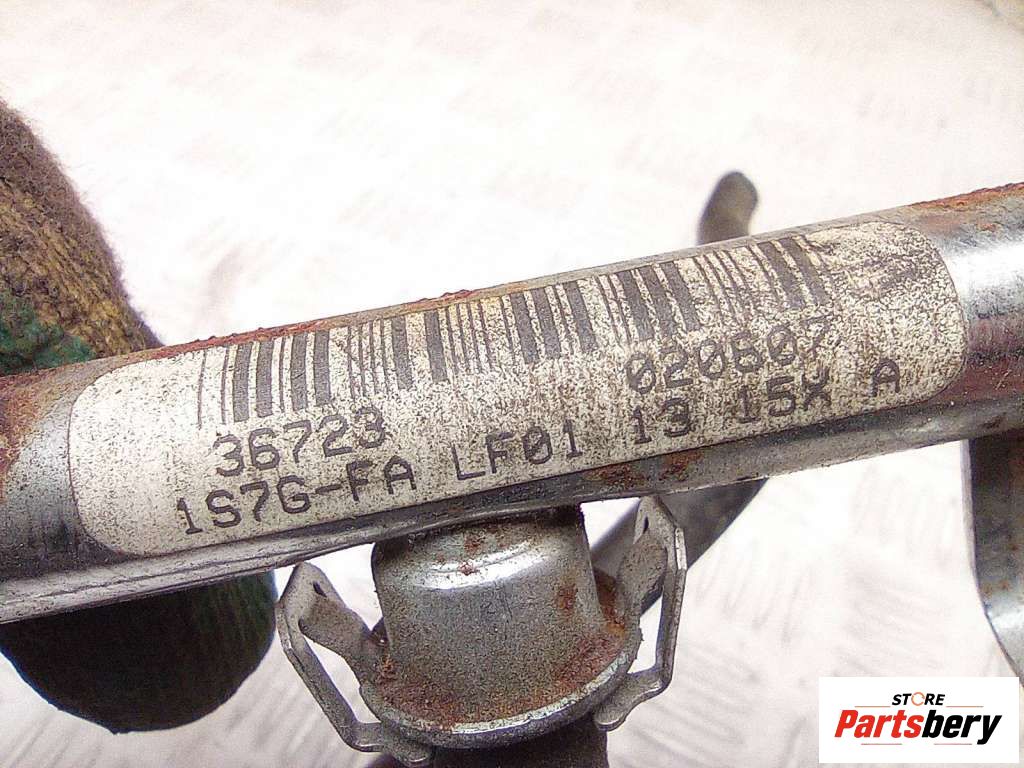 36723 020607
1S7G-FA LF01 13 15X A
STORE
Partsbery